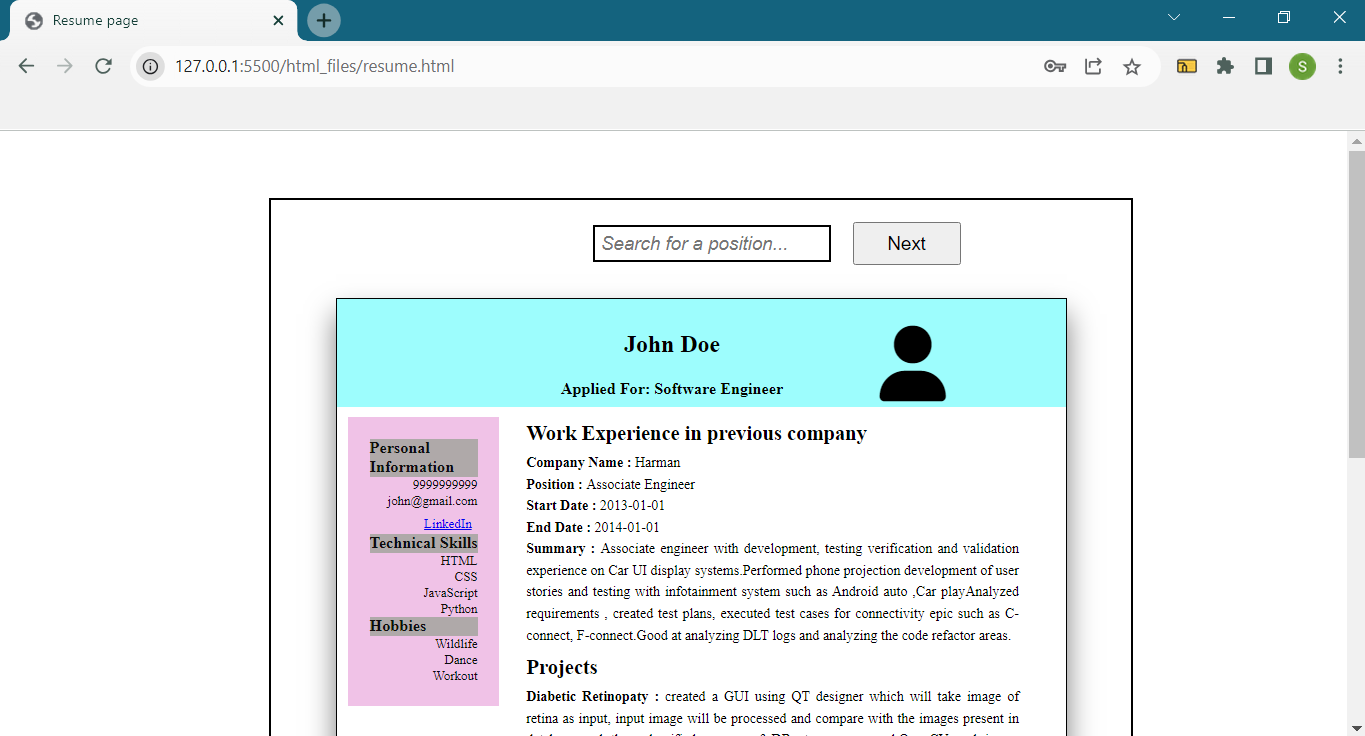 Resume page
127.0.0.1:5500/html_files/resume.html
S
Search for a position...
Next
John Doe
Applied For: Software Engineer
Personal
Information
9999999999
john@gmail.com
LinkedIn
Technical Skills
HTML
CSS
JavaScript
Python
Hobbies
Wildlife
Dance
Workout
Work Experience in previous company
Company Name : Harman
Position : Associate Engineer
Start Date : 2013-01-01
End Date : 2014-01-01
Summary : Associate engineer with development, testing verification and validation
experience on Car UI display systems.Performed phone projection development of user
stories and testing with infotainment system such as Android auto ,Car playAnalyzed
requirements , created test plans, executed test cases for connectivity epic such as C-
connect, F-connect.Good at analyzing DLT logs and analyzing the code refactor areas.
Projects
Diabetic Retinopaty : created a GUI using QT designer which will take image of
retina as input, input image will be processed and compare with the images present in